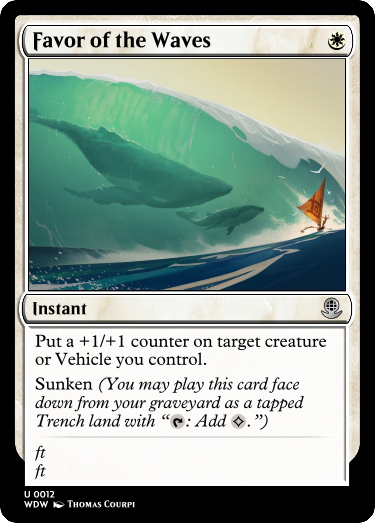 Favor of the Waves
Instant
Put a +1/+1 counter on target creature
or Vehicle you control.
Sunken (You may play this card face
down from your graveyard as a tapped
Trench land with “: Add .”)
ft
ft
U 0012
WDW Thomas Courpi